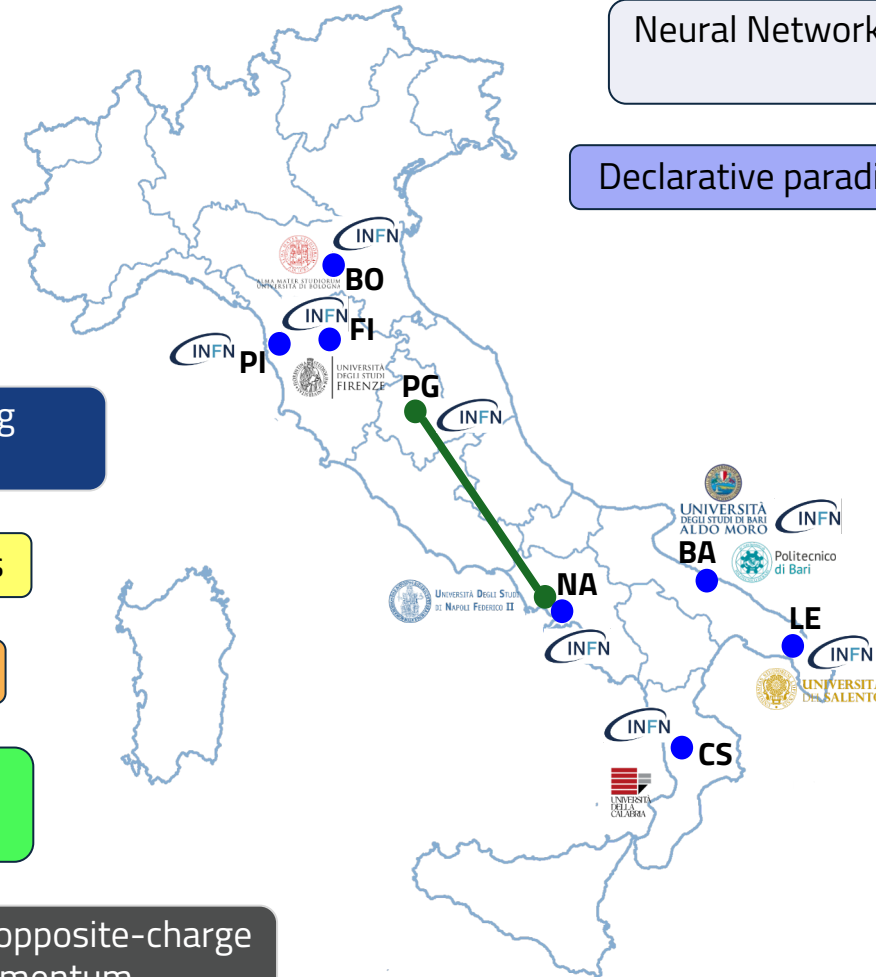 Neural Network
Declarative paradi
INFN
ALMA MATER STUDIORUM
UNIVERSITÀ DI BOLOGNA
BO
INFN
FI
INFN
PI
UNIVERSITÀ
DEGLI STUDI
FIRENZE
PG
INFN
g
s
UNIVERSITÀ
DEGLI STUDI DI BARI
ALDO MORO
INFN
BA
Politecnico
di Bari
UNIVERSITÀ DEGLI STUDI
DI NAPOLI FEDERICO II
NA
INFN
LE
INFN
UNIVERSITÀ
DEL SALENTO
INFN
CS
UNIVERSITÀ
DELLA
CALABRIA
opposite-charge
mentum